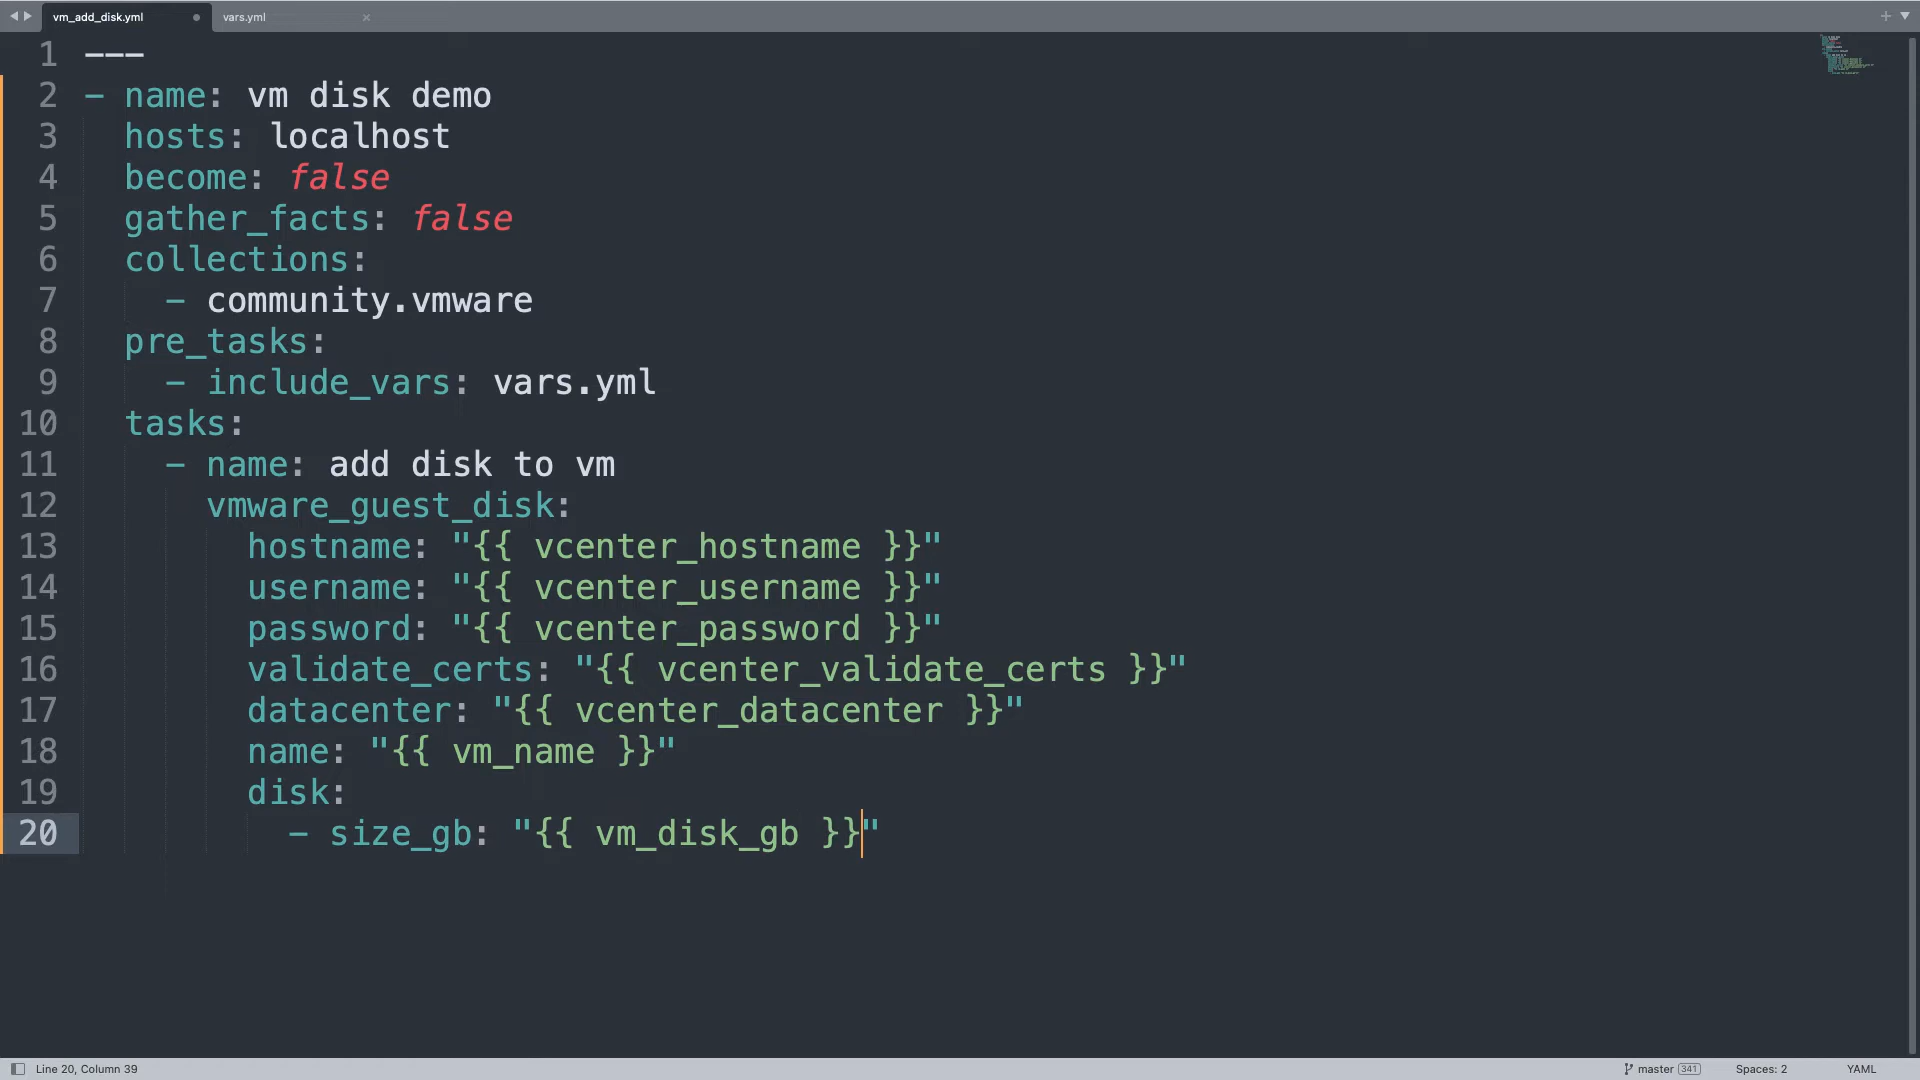 vm_add_disk.yml vars.yml
1 ---
2 - name: vm disk demo
3 hosts: localhost
4 become: false
5 gather_facts: false
6 collections:
7 - community.vmware
8 pre_tasks:
9 - include_vars: vars.yml
10 tasks:
11 - name: add disk to vm
12 vmware_guest_disk:
13 hostname: "{{ vcenter_hostname }}"
14 username: "{{ vcenter_username }}"
15 password: "{{ vcenter_password }}"
16 validate_certs: "{{ vcenter_validate_certs }}"
17 datacenter: "{{ vcenter_datacenter }}"
18 name: "{{ vm_name }}"
19 disk:
20 - size_gb: "{{ vm_disk_gb }}"
Line 20, Column 39 master 341 Spaces: 2 YAML